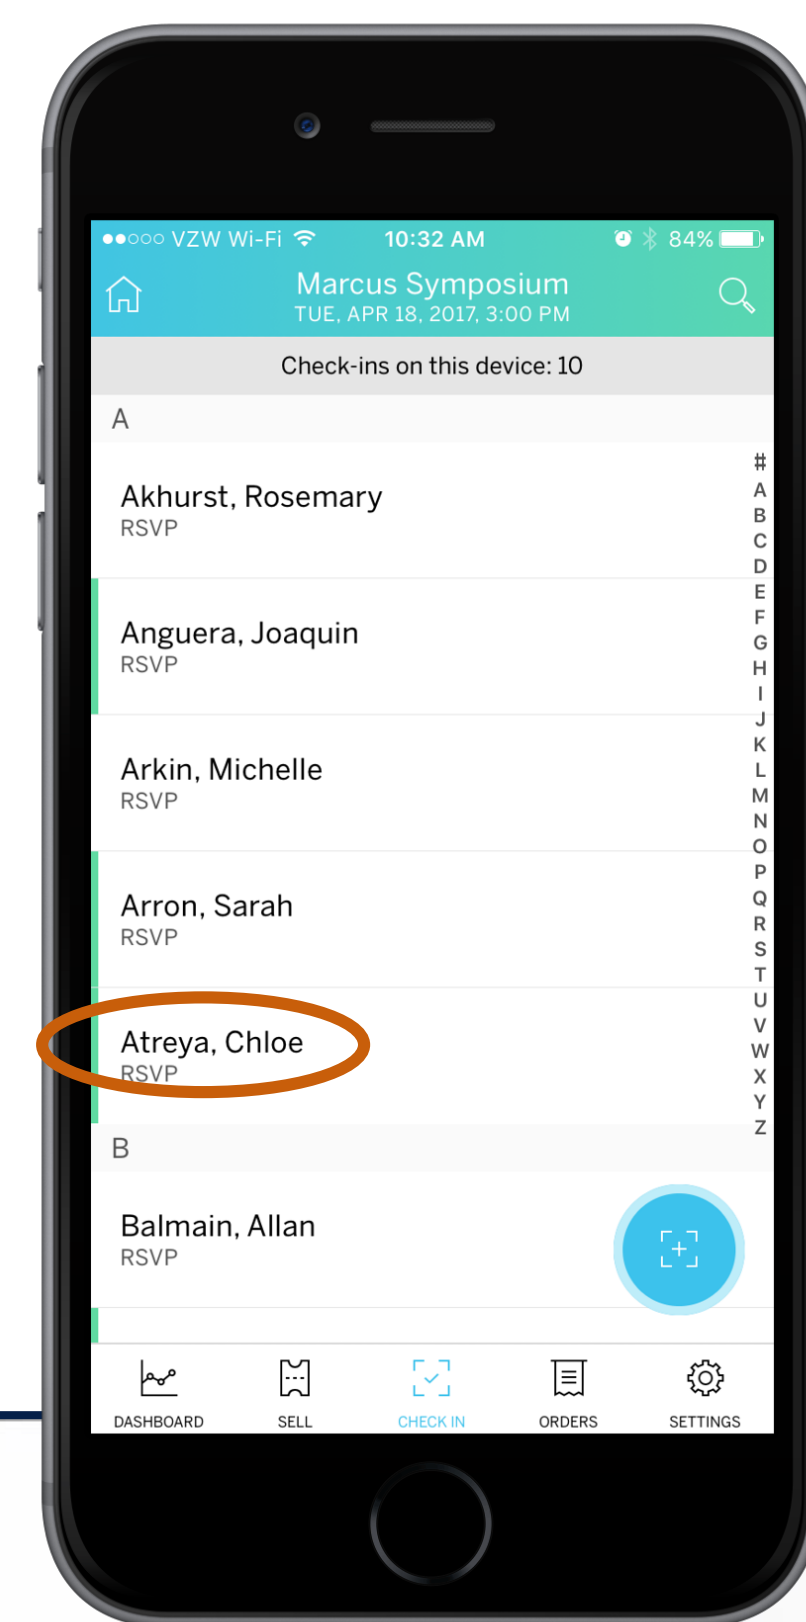 VZW Wi-Fi 10:32 AM 84%
Marcus Symposium
TUE, APR 18, 2017, 3:00 PM
Check-ins on this device: 10
A
Akhurst, Rosemary
RSVP
Anguera, Joaquin
RSVP
Arkin, Michelle
RSVP
Arron, Sarah
RSVP
Atreya, Chloe
RSVP
B
Balmain, Allan
RSVP
#
A
B
C
D
E
F
G
H
I
J
K
L
M
N
O
P
Q
R
S
T
U
V
W
X
Y
Z
DASHBOARD SELL CHECK IN ORDERS SETTINGS